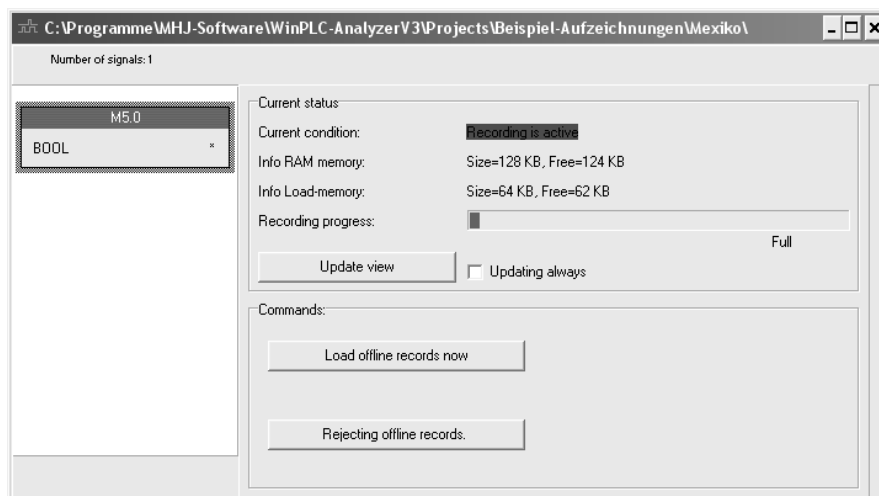 C:\Programme\MHJ-Software\WinPLC-AnalyzerV3\Projects\Beispiel-Aufzeichnungen\Mexiko\
Number of signals: 1
M5.0
BOOL *
Current status
Current condition: Recording is active
Info RAM memory: Size=128 KB, Free=124 KB
Info Load-memory: Size=64 KB, Free=62 KB
Recording progress:
Full
Update view
Updating always
Commands:
Load offline records now
Rejecting offline records.